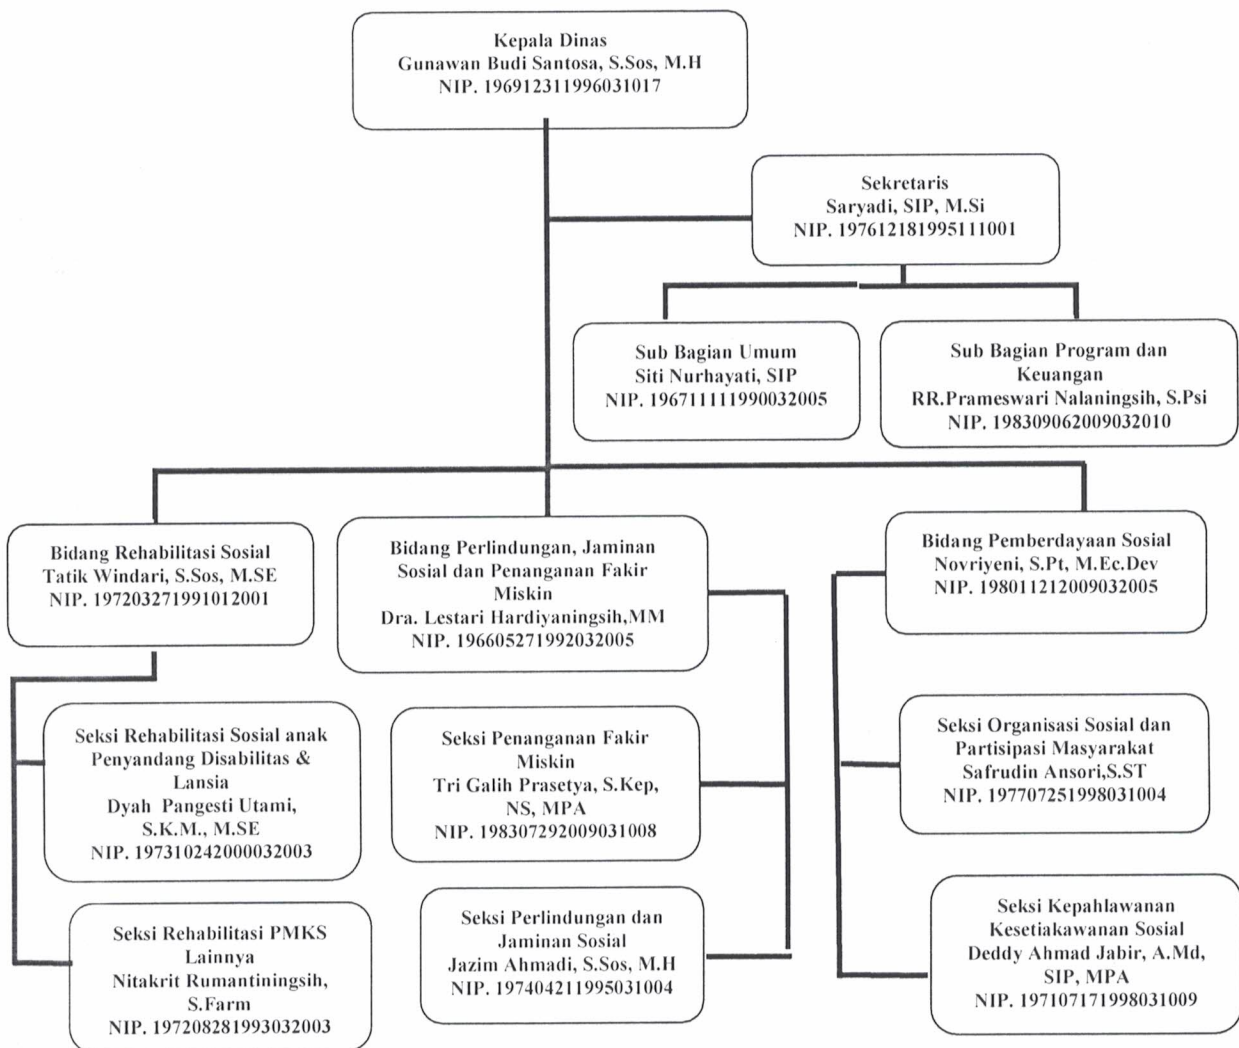 Kepala Dinas
Gunawan Budi Santosa, S.Sos, M.H
NIP. 196912311996031017
Sekretaris
Saryadi, SIP, M.Si
NIP. 197612181995111001
Sub Bagian Umum
Siti Nurhayati, SIP
NIP. 196711111990032005
Sub Bagian Program dan
Keuangan
RR.Prameswari Nalaningsih, S.Psi
NIP. 198309062009032010
Bidang Rehabilitasi Sosial
Tatik Windari, S.Sos, M.SE
NIP. 197203271991012001
Bidang Perlindungan, Jaminan
Sosial dan Penanganan Fakir
Miskin
Dra. Lestari Hardiyaningsih,MM
NIP. 196605271992032005
Bidang Pemberdayaan Sosial
Novriyeni, S.Pt, M.Ec.Dev
NIP. 198011212009032005
Seksi Rehabilitasi Sosial anak
Penyandang Disabilitas &
Lansia
Dyah Pangesti Utami,
S.K.M., M.SE
NIP. 197310242000032003
Seksi Penanganan Fakir
Miskin
Tri Galih Prasetya, S.Kep,
NS, MPA
NIP. 198307292009031008
Seksi Organisasi Sosial dan
Partisipasi Masyarakat
Safrudin Ansori,S.ST
NIP. 197707251998031004
Seksi Rehabilitasi PMKS
Lainnya
Nitakrit Rumantiningsih,
S.Farm
NIP. 197208281993032003
Seksi Perlindungan dan
Jaminan Sosial
Jazim Ahmadi, S.Sos, M.H
NIP. 197404211995031004
Seksi Kepahlawanan
Kesetiakawanan Sosial
Deddy Ahmad Jabir, A.Md,
SIP, MPA
NIP. 197107171998031009